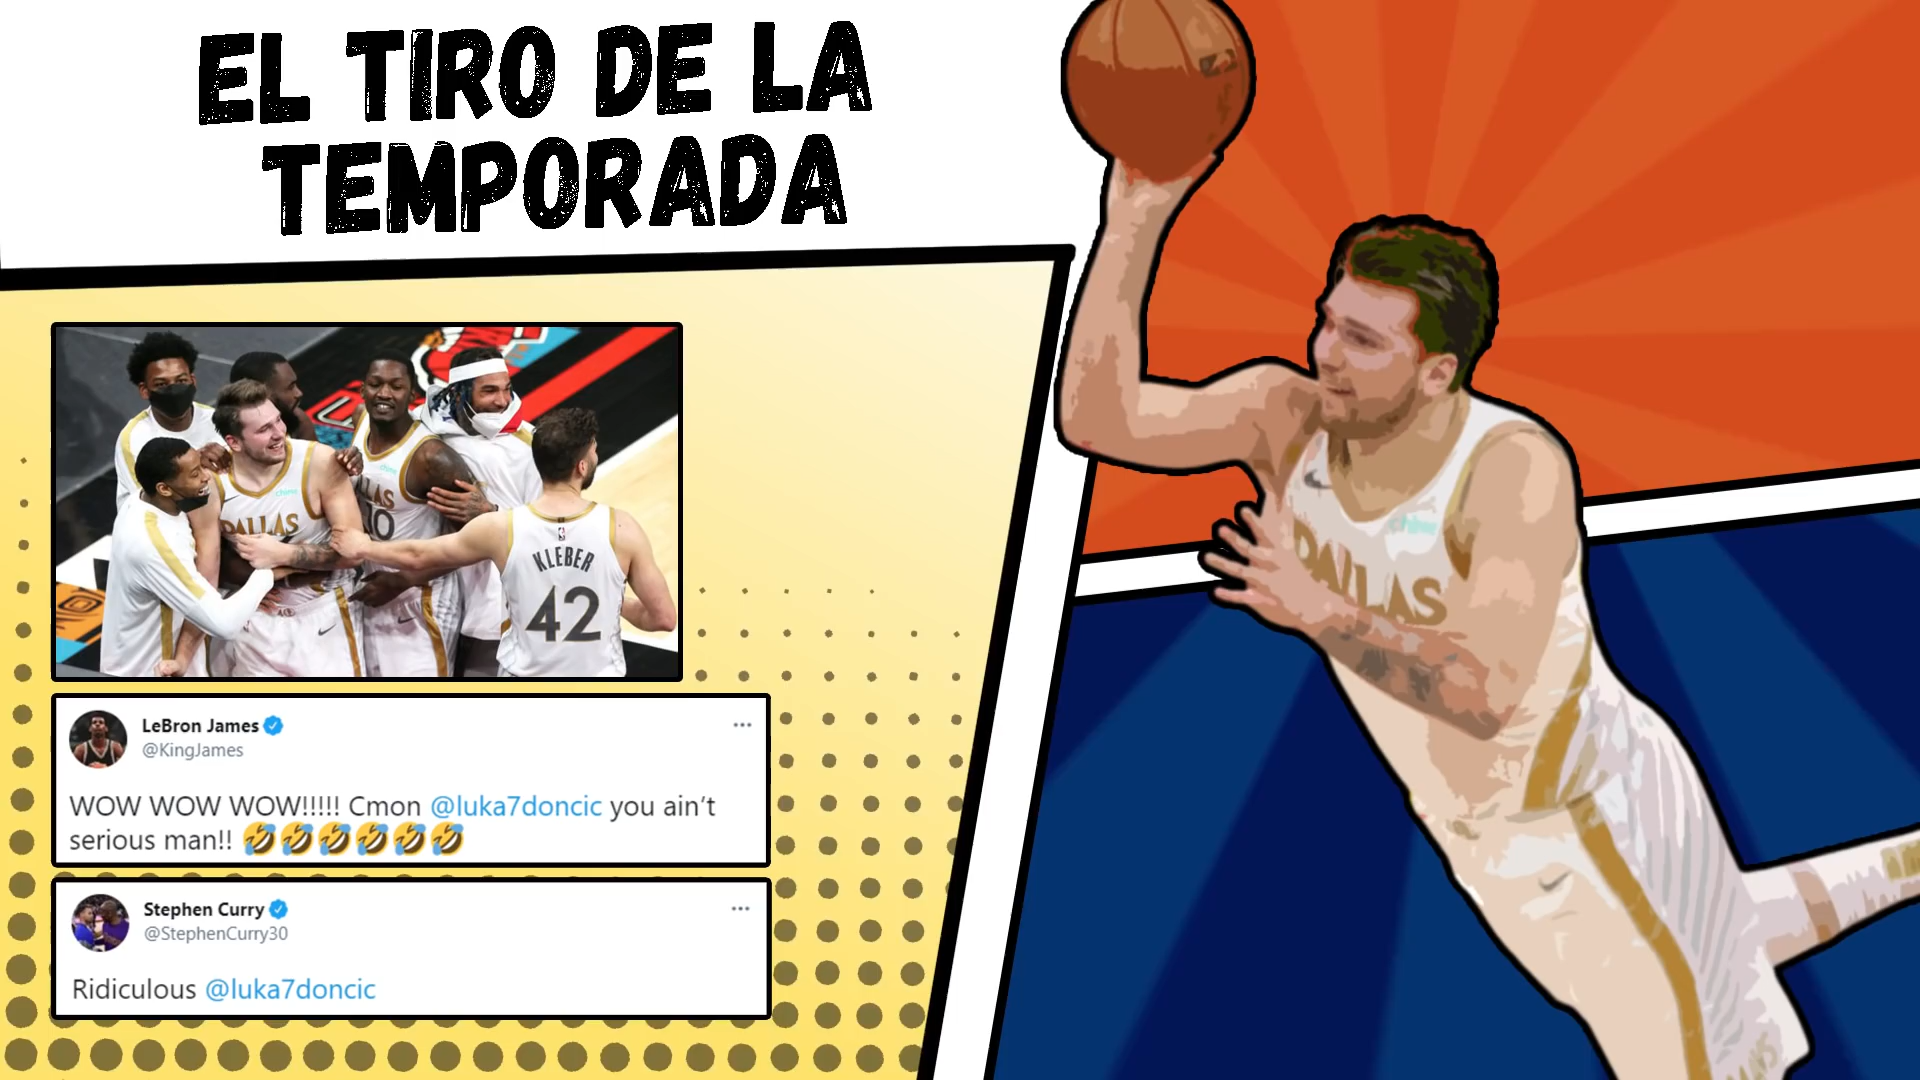 EL TIRO DE LA
TEMPORADA
DALLAS
KLEBER
42
LeBron James
@KingJames
WOW WOW WOW!!!!! Cmon @luka7doncic you ain't
serious man!! 🤣🤣🤣🤣🤣🤣
Stephen Curry
@StephenCurry30
Ridiculous @luka7doncic
chime
DALLAS